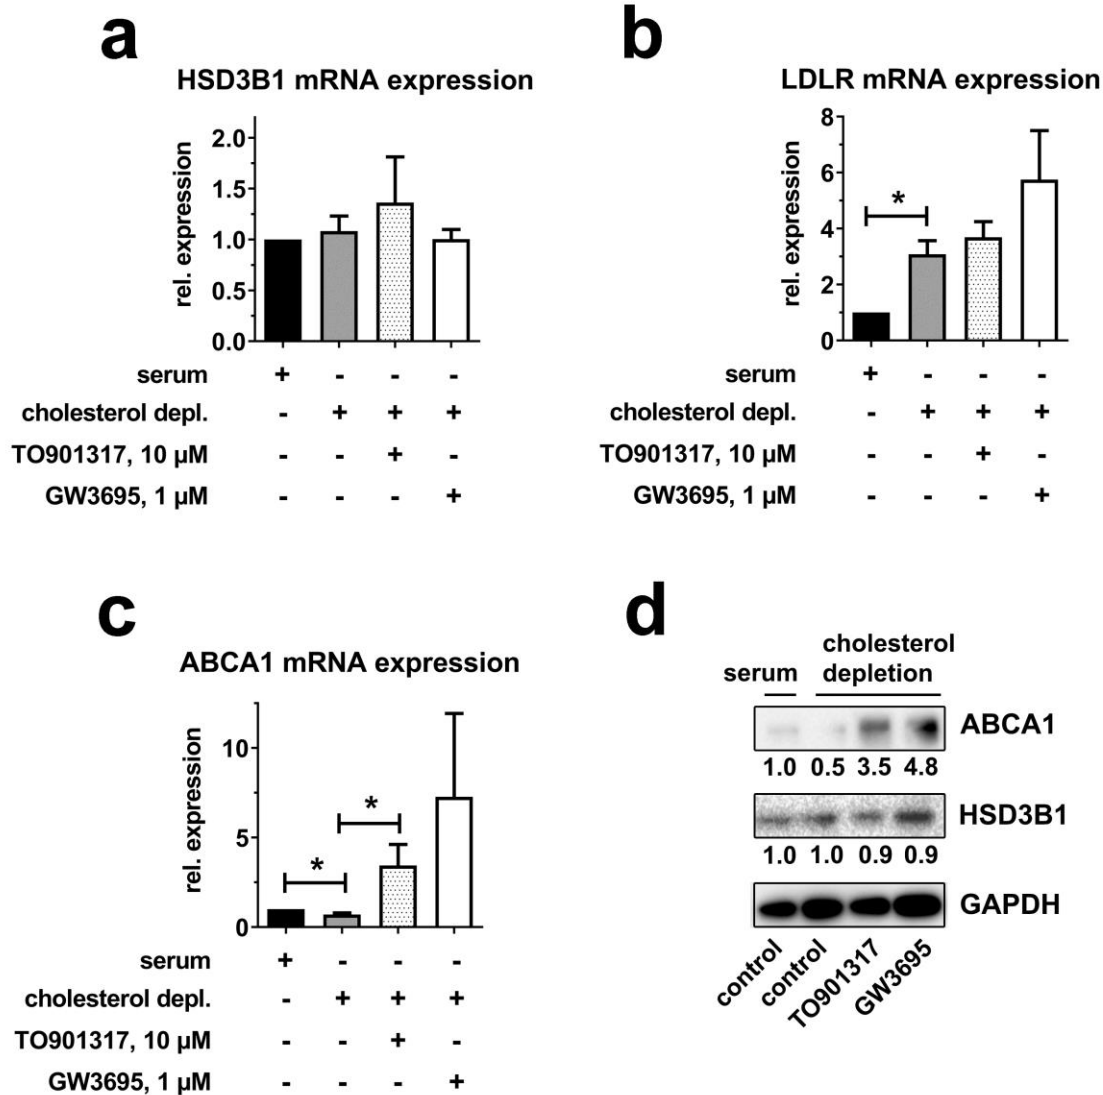 a
HSD3B1 mRNA expression
rel. expression
2.0
1.5
1.0
0.5
0.0
serum + - - -
cholesterol depl. - + + +
TO901317, 10 µM - - + -
GW3695, 1 µM - - - +
b
LDLR mRNA expression
rel. expression
8
6
4
2
0
*
serum + - - -
cholesterol depl. - + + +
TO901317, 10 µM - - + -
GW3695, 1 µM - - - +
c
ABCA1 mRNA expression
rel. expression
10
5
0
*
*
serum + - - -
cholesterol depl. - + + +
TO901317, 10 µM - - + -
GW3695, 1 µM - - - +
d
serum
cholesterol
depletion
ABCA1
1.0 0.5 3.5 4.8
HSD3B1
1.0 1.0 0.9 0.9
GAPDH
control
control
TO901317
GW3695